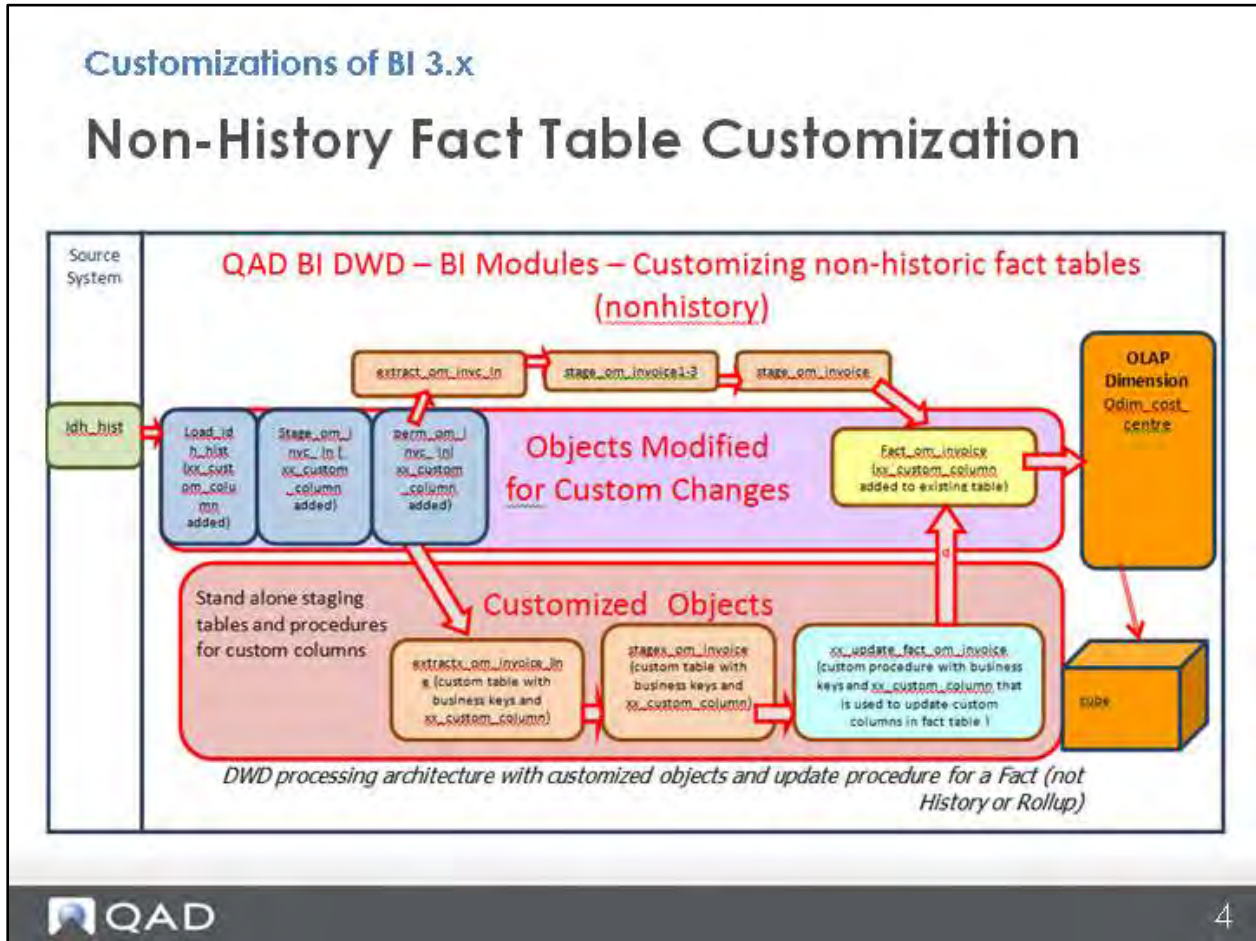 Customizations of BI 3.x
Non-History Fact Table Customization
Source
System
QAD BI DWD – BI Modules – Customizing non-historic fact tables
(nonhistory)
extract_om_invc_ln
stage_om_invoice1-3
stage_om_invoice
OLAP
Dimension
Odim_cost_
centre
Idh_hist
Load_id
h_hist
(xx_cust
om_colu
mn
added)
Stage_om_i
nvc_ln (
xx_custom
_column
added)
perm_om_i
nvc_ln(
xx_custom
_column
added)
Objects Modified
for Custom Changes
Fact_om_invoice
(xx_custom_column
added to existing table)
Stand alone staging
tables and procedures
for custom columns
Customized Objects
extractx_om_invoice_lin
e (custom table with
business keys and
xx_custom_column)
stagex_om_invoice
(custom table with
business keys and
xx_custom_column)
xx_update_fact_om_invoice
(custom procedure with business
keys and xx_custom_column that
is used to update custom
columns in fact table )
d
cube
DWD processing architecture with customized objects and update procedure for a Fact (not
History or Rollup)
QAD
4